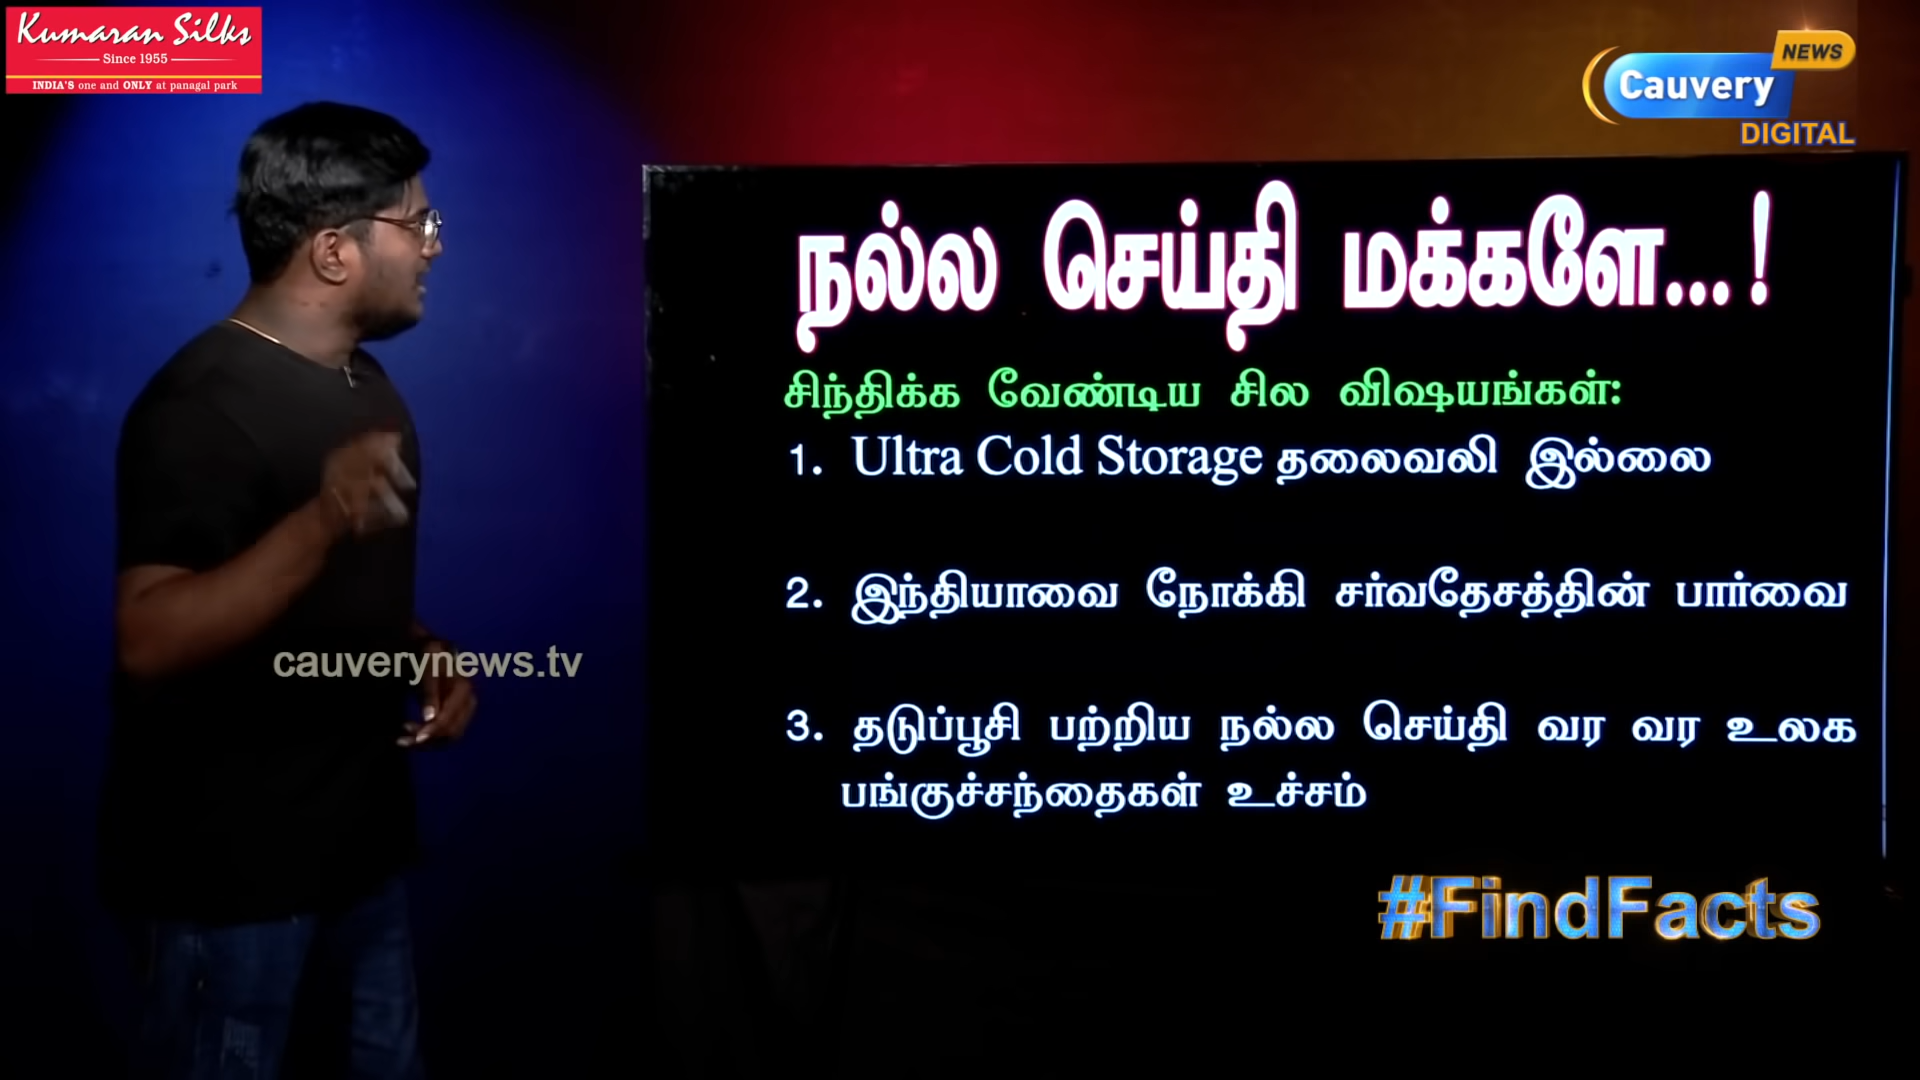 Kumaran Silks
Since 1955
INDIA'S one and ONLY at panagal park
Cauvery NEWS
DIGITAL
நல்ல செய்தி மக்களே...!
சிந்திக்க வேண்டிய சில விஷயங்கள்:
1. Ultra Cold Storage தலைவலி இல்லை
2. இந்தியாவை நோக்கி சர்வதேசத்தின் பார்வை
3. தடுப்பூசி பற்றிய நல்ல செய்தி வர வர உலக
பங்குச்சந்தைகள் உச்சம்
cauverynews.tv
#FindFacts